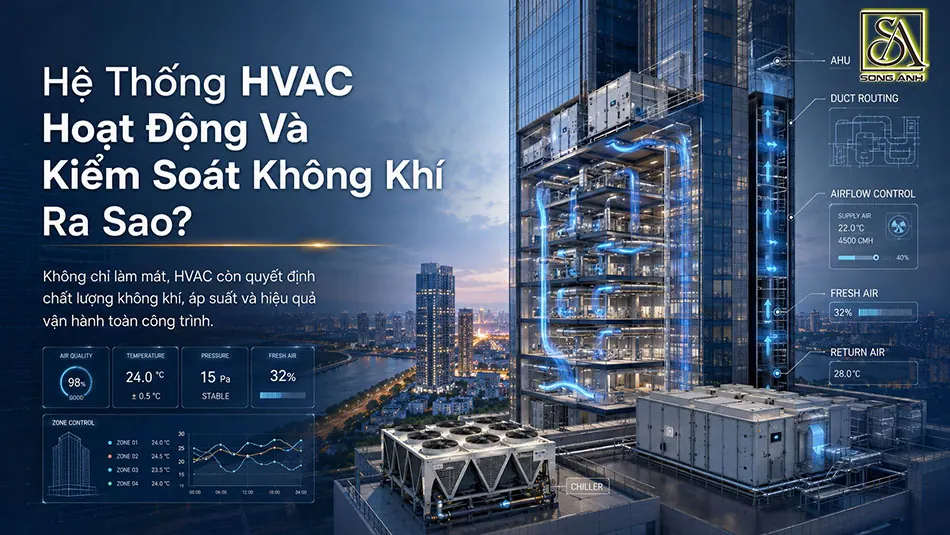 Hệ Thống HVAC
Hoạt Động Và
Kiểm Soát Không Khí
Ra Sao?
Không chỉ làm mát, HVAC còn quyết định
chất lượng không khí, áp suất và hiệu quả
vận hành toàn công trình.
AIR QUALITY
98%
GOOD
TEMPERATURE
24.0 °C
± 0.5 °C
PRESSURE
15 Pa
STABLE
FRESH AIR
32%
ZONE CONTROL
ZONE 01 24.0 °C
ZONE 02 24.5 °C
ZONE 03 23.5 °C
ZONE 04 24.0 °C
30
25
20
15
00:00 06:00 12:00 18:00 24:00
SA
SONG ANH
AHU
DUCT ROUTING
AIRFLOW CONTROL
SUPPLY AIR
22.0 °C
4500 CMH
40%
FRESH AIR
32%
RETURN AIR
28.0 °C
CHILLER